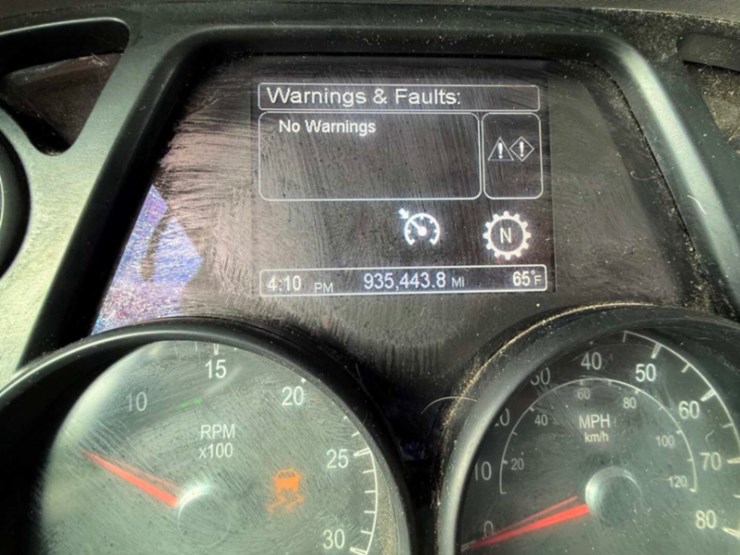 Warnings & Faults:
No Warnings
N
4:10 PM 935,443.8 MI 65°F
10 15 20 25 30
RPM
x100
10 40 50 60 70 80
0
MPH
km/h
20 40 60 80 100 120